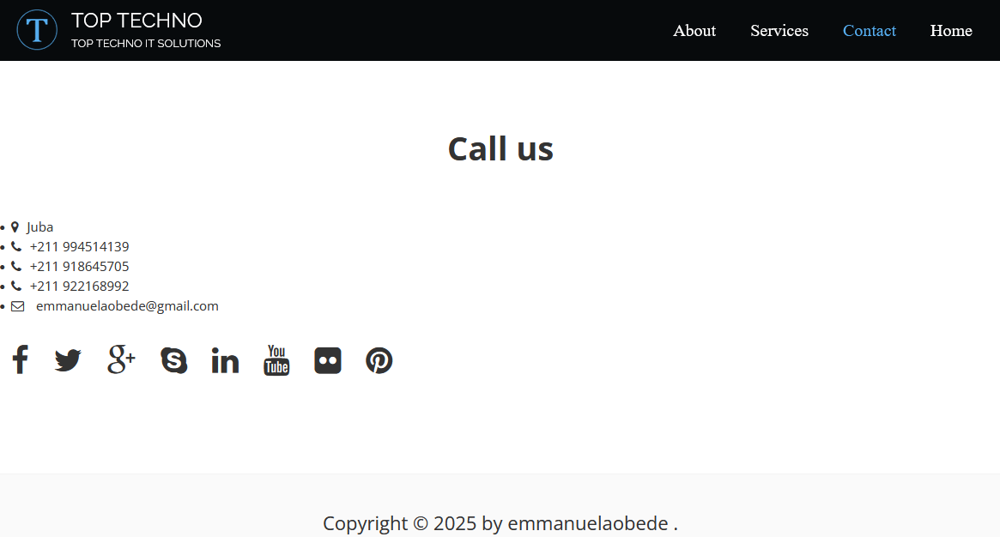 T
TOP TECHNO
TOP TECHNO IT SOLUTIONS
About Services Contact Home
Call us
• Juba
• +211 994514139
• +211 918645705
• +211 922168992
• emmanuelaobede@gmail.com
f g+ S in You Tube p
Copyright © 2025 by emmanuelaobede .